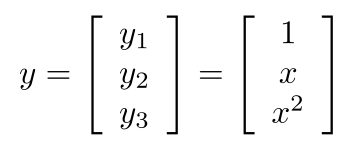 y = [ y₁ y₂ y₃ ] = [ 1 x x² ]